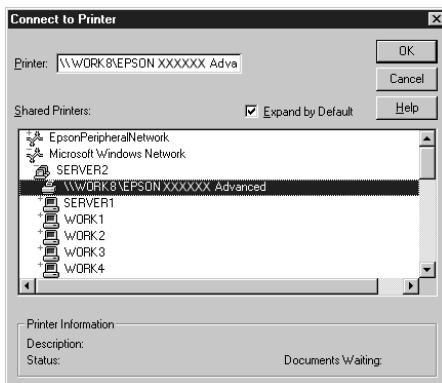 Connect to Printer
Printer: \\WORK8\EPSON XXXXXX Adva
OK
Cancel
Help
Shared Printers:
Expand by Default
EpsonPeripheralNetwork
Microsoft Windows Network
SERVER2
\\WORK8\EPSON XXXXXX Advanced
SERVER1
WORK1
WORK2
WORK3
WORK4
Printer Information
Description:
Status: Documents Waiting: